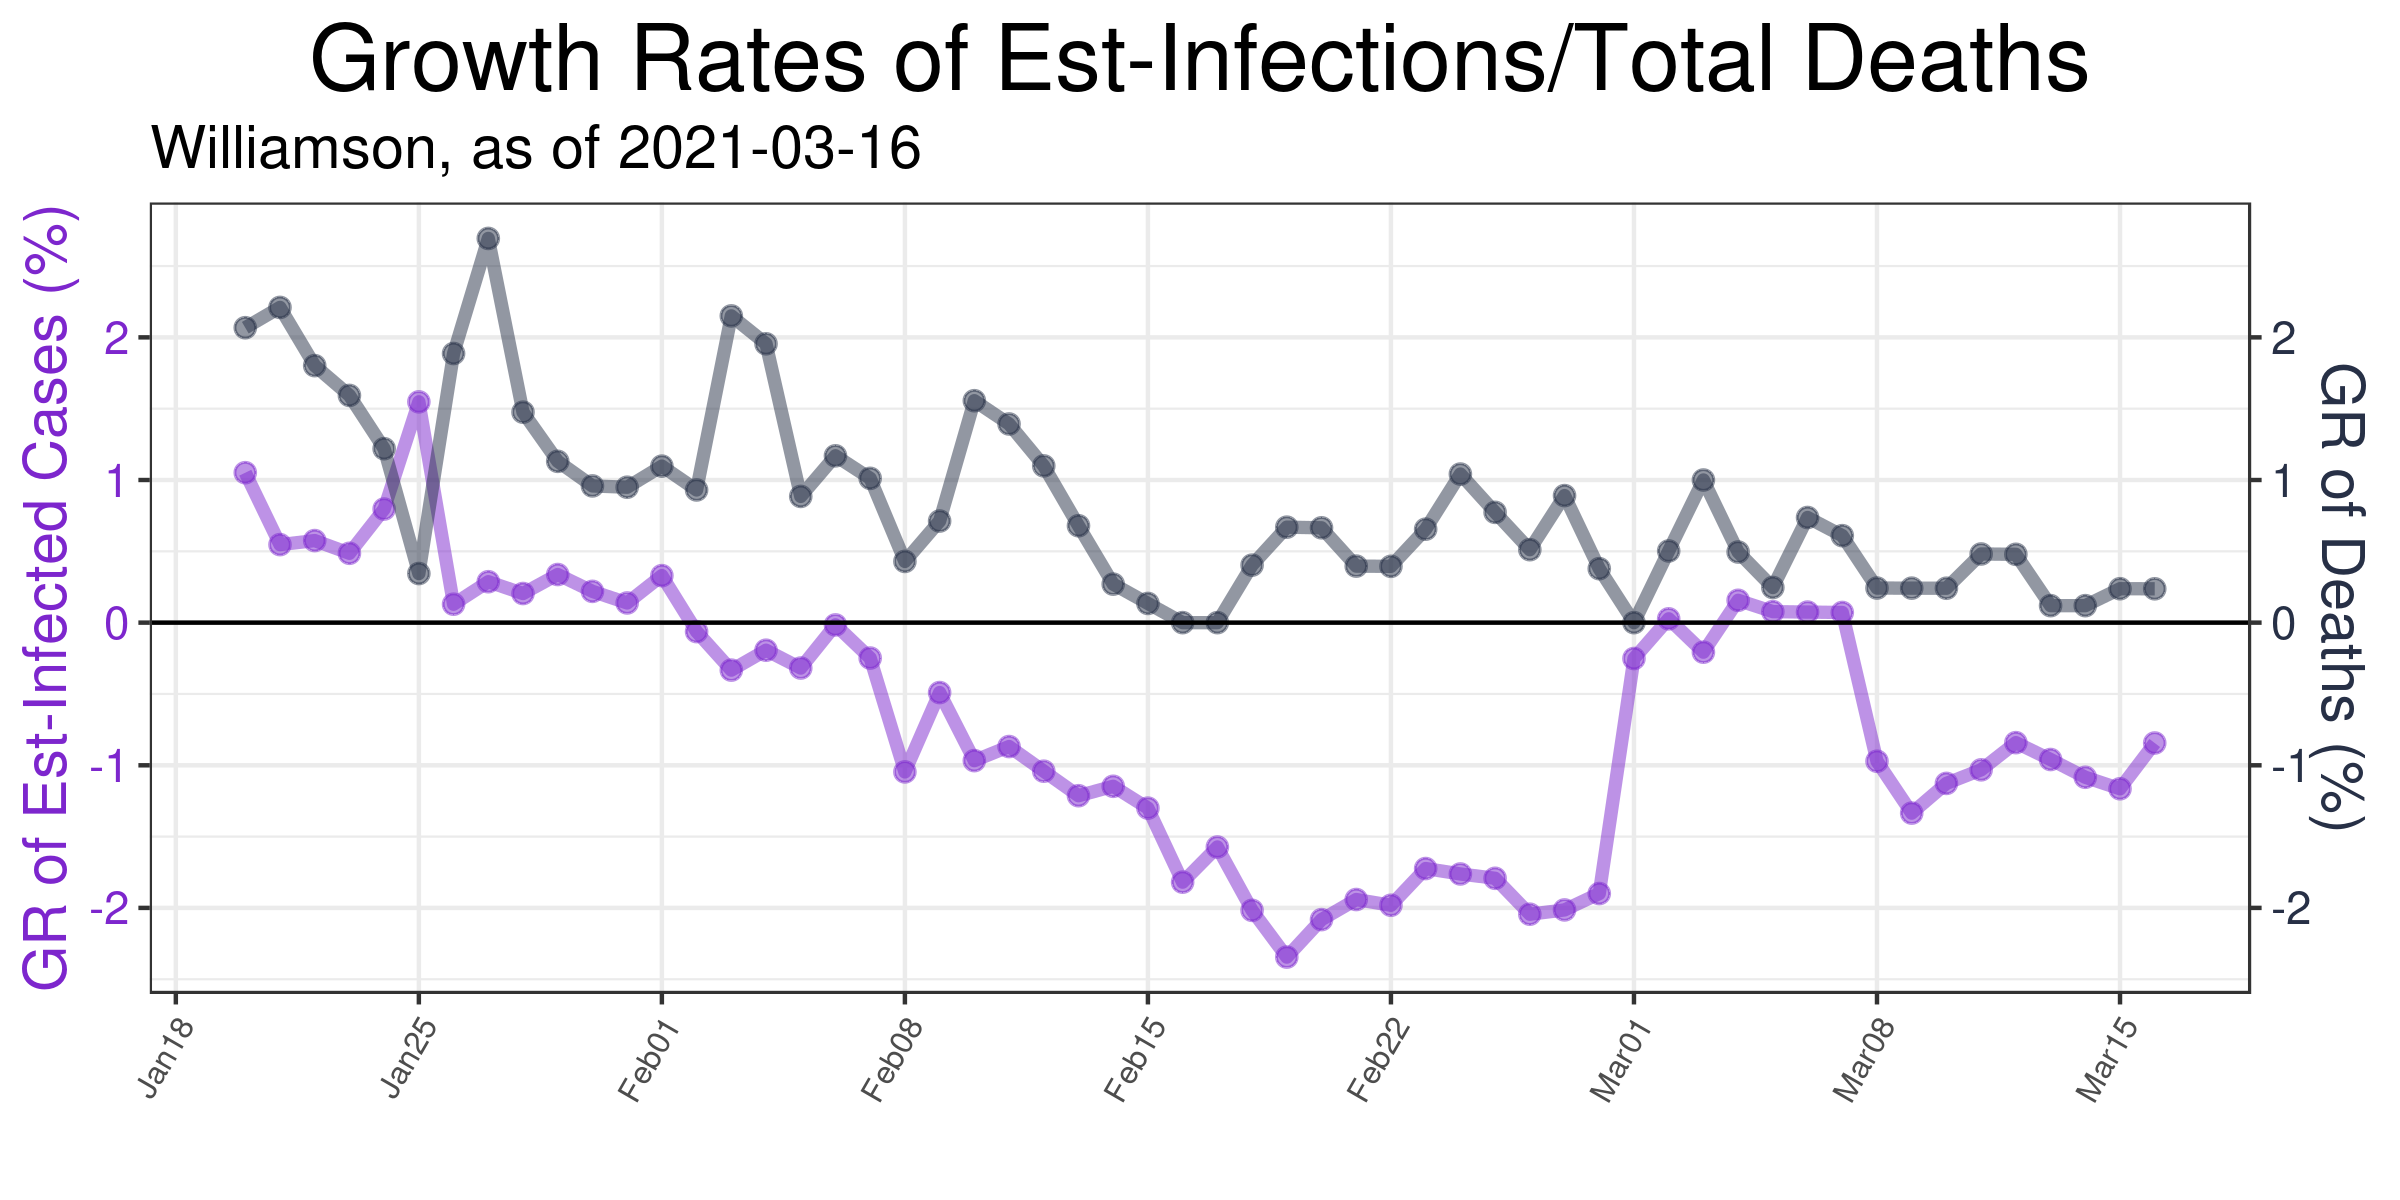 Growth Rates of Est-Infections/Total Deaths
Williamson, as of 2021-03-16
GR of Est-Infected Cases (%)
2
1
0
-1
-2
2
1
0
-1
-2
GR of Deaths (%)
Jan18
Jan25
Feb01
Feb08
Feb15
Feb22
Mar01
Mar08
Mar15